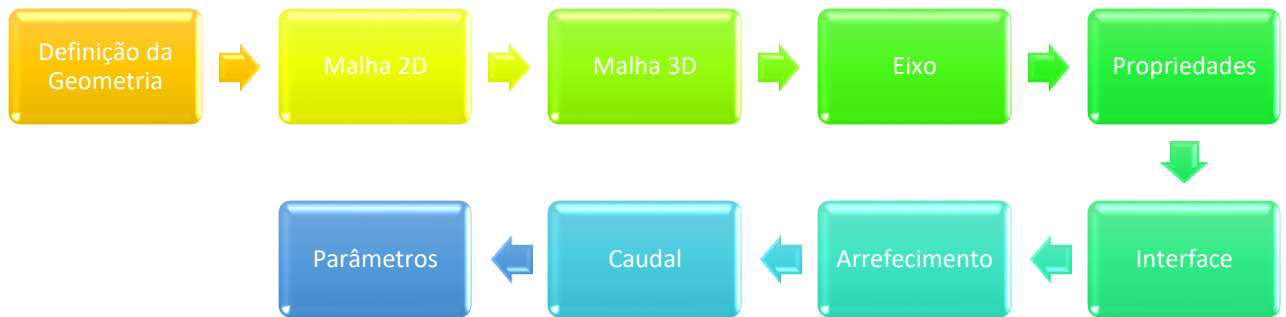 Definição da
Geometria
Malha 2D
Malha 3D
Eixo
Propriedades
Interface
Arrefecimento
Caudal
Parâmetros